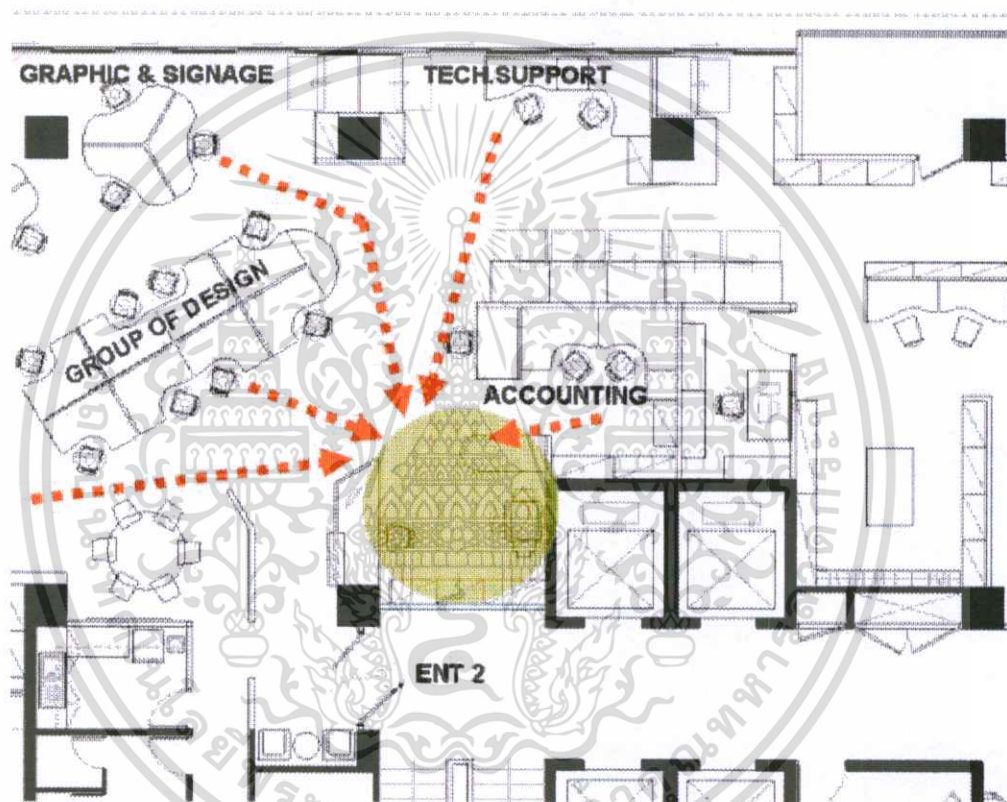 GRAPHIC & SIGNAGE
TECH.SUPPORT
GROUP OF DESIGN
ACCOUNTING
ENT 2